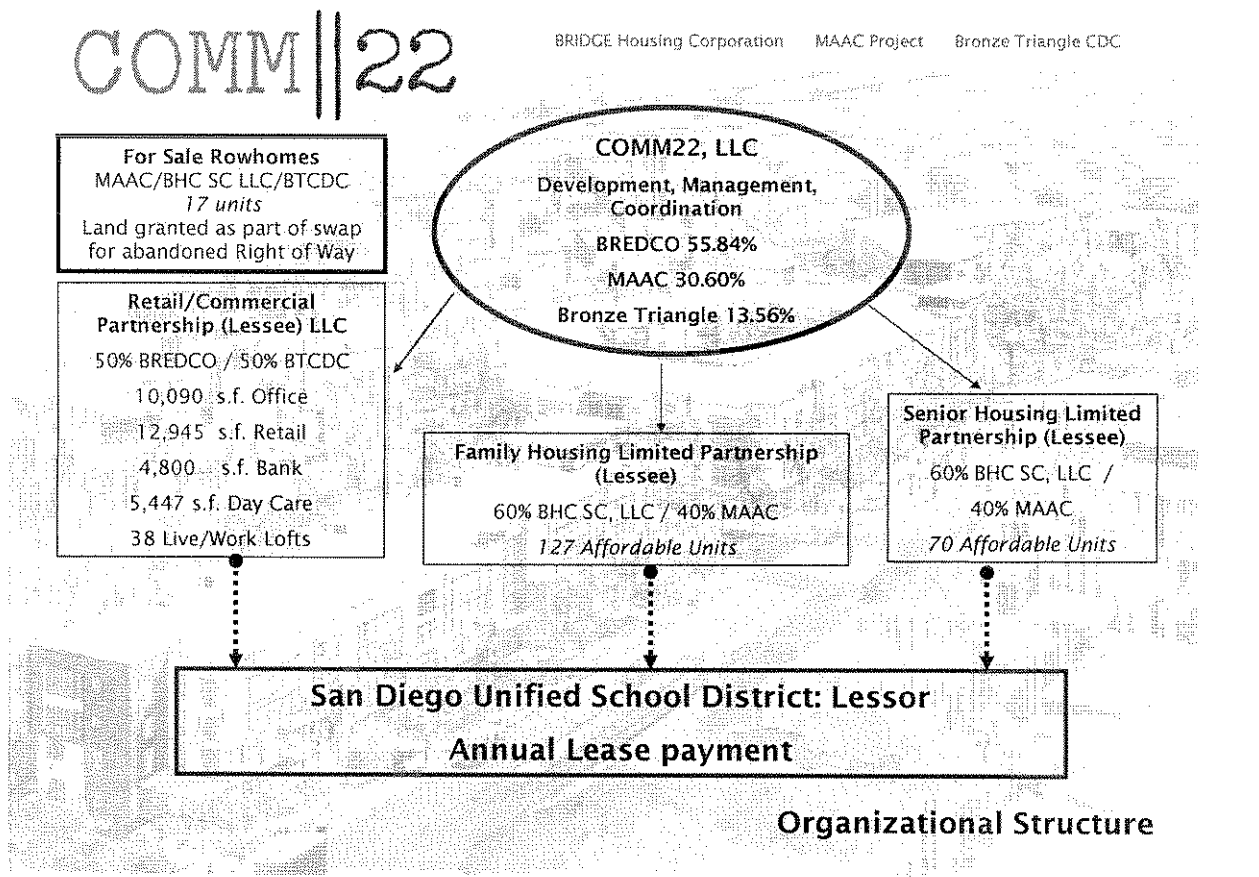 COMM||22
BRIDGE Housing Corporation MAAC Project Bronze Triangle CDC
For Sale Rowhomes
MAAC/BHC SC LLC/BTCDC
17 units
Land granted as part of swap
for abandoned Right of Way
COMM22, LLC
Development, Management,
Coordination
BREDCO 55.84%
MAAC 30.60%
Bronze Triangle 13.56%
Retail/Commercial
Partnership (Lessee) LLC
50% BREDCO / 50% BTCDC
10,090 s.f. Office
12,945 s.f. Retail
4,800 s.f. Bank
5,447 s.f. Day Care
38 Live/Work Lofts
Family Housing Limited Partnership
(Lessee)
60% BHC SC, LLC / 40% MAAC
127 Affordable Units
Senior Housing Limited
Partnership (Lessee)
60% BHC SC, LLC /
40% MAAC
70 Affordable Units
San Diego Unified School District: Lessor
Annual Lease payment
Organizational Structure